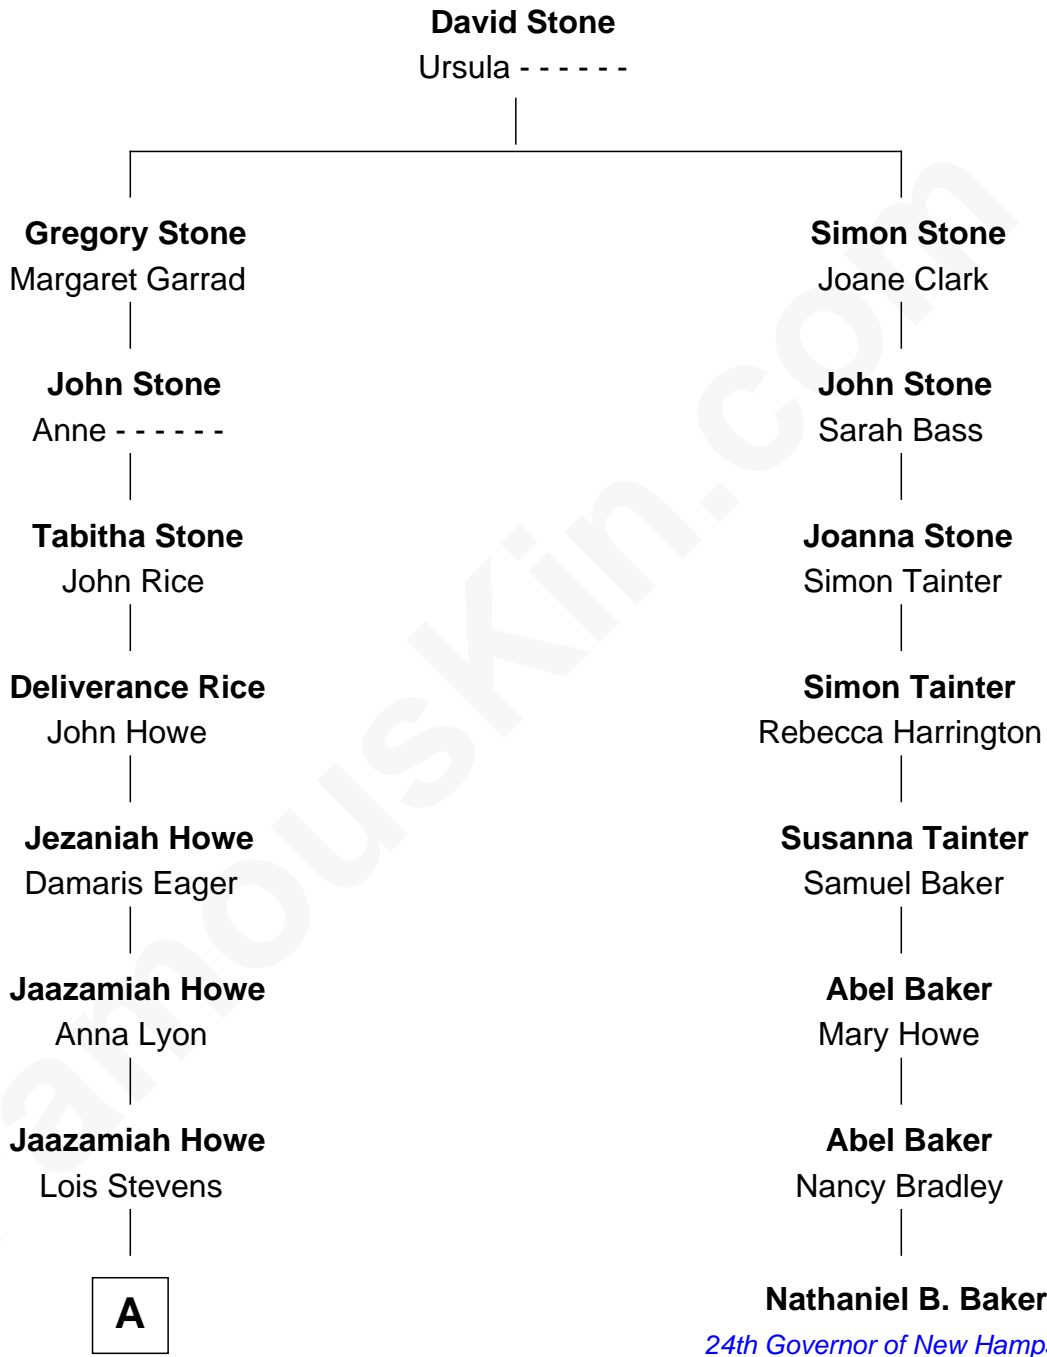 David Stone
Ursula - - - - - -
Gregory Stone
Margaret Garrad
Simon Stone
Joane Clark
John Stone
Anne - - - - - -
John Stone
Sarah Bass
Tabitha Stone
John Rice
Joanna Stone
Simon Tainter
Deliverance Rice
John Howe
Simon Tainter
Rebecca Harrington
Jezaniah Howe
Damaris Eager
Susanna Tainter
Samuel Baker
Jaazamiah Howe
Anna Lyon
Abel Baker
Mary Howe
Jaazamiah Howe
Lois Stevens
Abel Baker
Nancy Bradley
A
Nathaniel B. Baker
24th Governor of New Hamps
amouskin.com